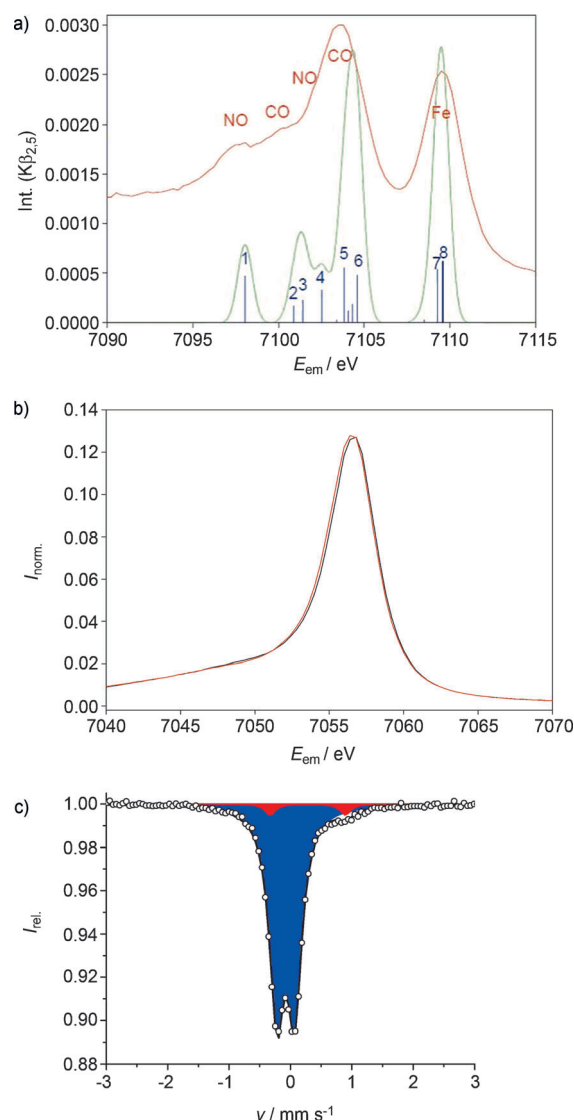 a)
0.0030
0.0025
0.0020
0.0015
0.0010
0.0005
0.0000
Int. (Kβ2,5)
NO
CO
NO
CO
Fe
1
2
3
4
5
6
7
8
7090 7095 7100 7105 7110 7115
Eem / eV
b)
0.14
0.12
0.10
0.08
0.06
0.04
0.02
0.00
Inorm.
7040 7045 7050 7055 7060 7065 7070
Eem / eV
c)
1.00
0.98
0.96
0.94
0.92
0.90
0.88
Irel.
-3 -2 -1 0 1 2 3
v / mm s⁻¹